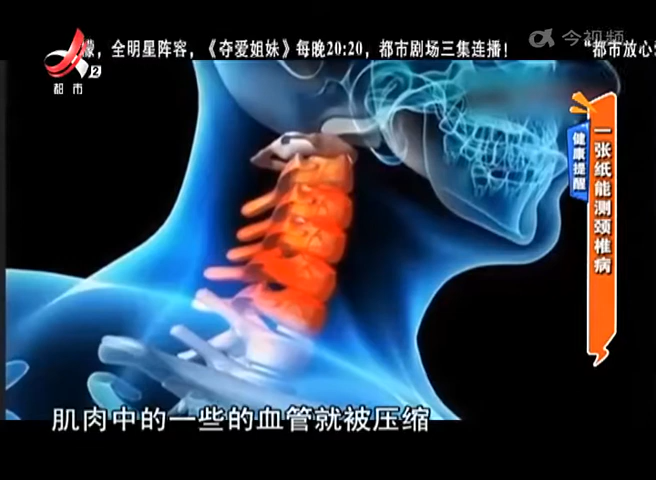 檬，全明星阵容，《夺爱姐妹》每晚20:20，都市剧场三集连播！ "都市放心
今视频
2
都市
健康提醒
一张纸能测颈椎病
肌肉中的一些的血管就被压缩